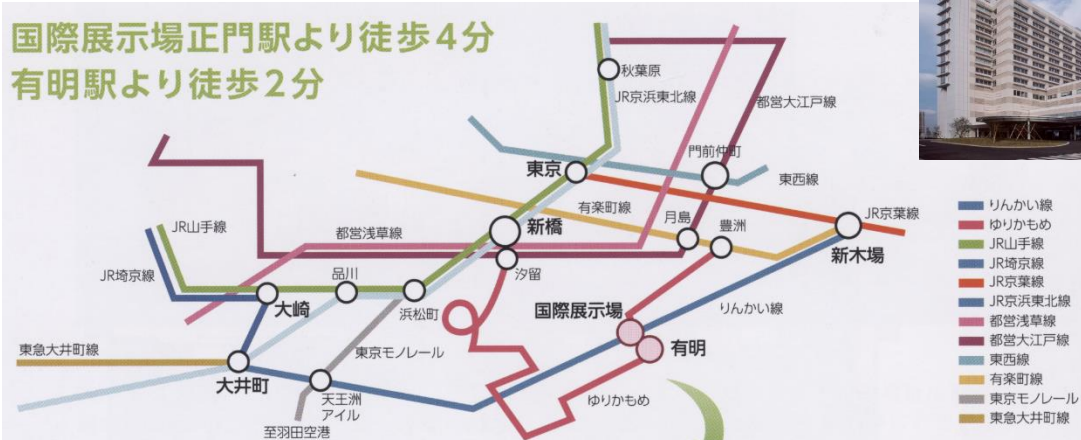 国際展示場正門駅より徒歩4分
有明駅より徒歩2分
秋葉原
JR京浜東北線
都営大江戸線
門前仲町
東京
東西線
有楽町線
月島
豊洲
JR京葉線
JR山手線
都営浅草線
新橋
新木場
汐留
JR埼京線
品川
大崎
浜松町
国際展示場
りんかい線
東京モノレール
有明
東急大井町線
大井町
天王洲
アイル
ゆりかもめ
至羽田空港
りんかい線
ゆりかもめ
JR山手線
JR埼京線
JR京葉線
JR京浜東北線
都営浅草線
都営大江戸線
東西線
有楽町線
東京モノレール
東急大井町線